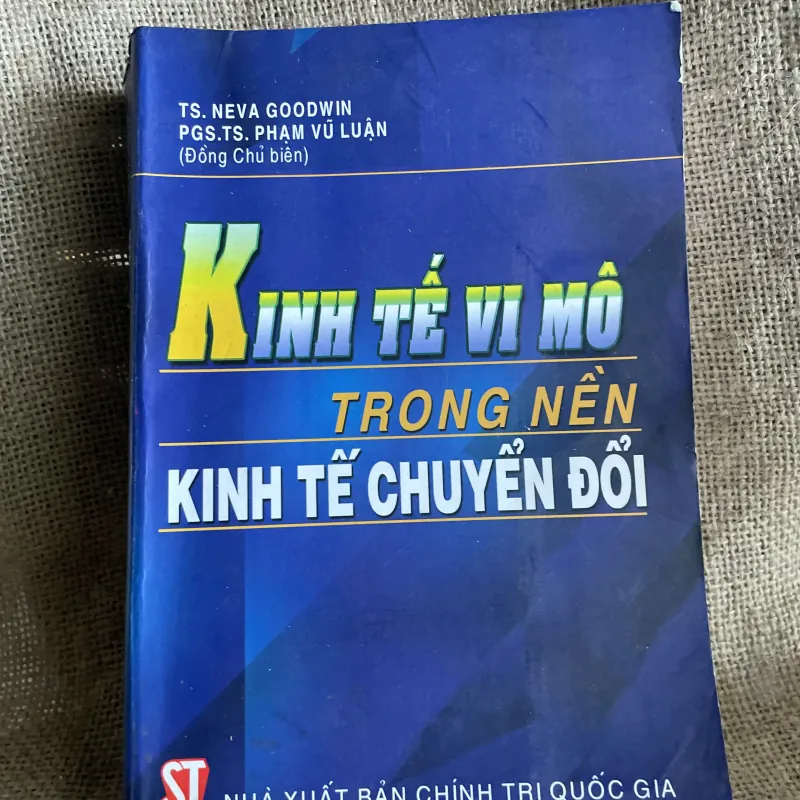 TS. NEVA GOODWIN
PGS.TS. PHẠM VŨ LUẬN
(Đồng Chủ biên)
KINH TẾ VI MÔ
TRONG NỀN
KINH TẾ CHUYỂN ĐỔI
ST
NHÀ XUẤT BẢN CHÍNH TRỊ QUỐC GIA